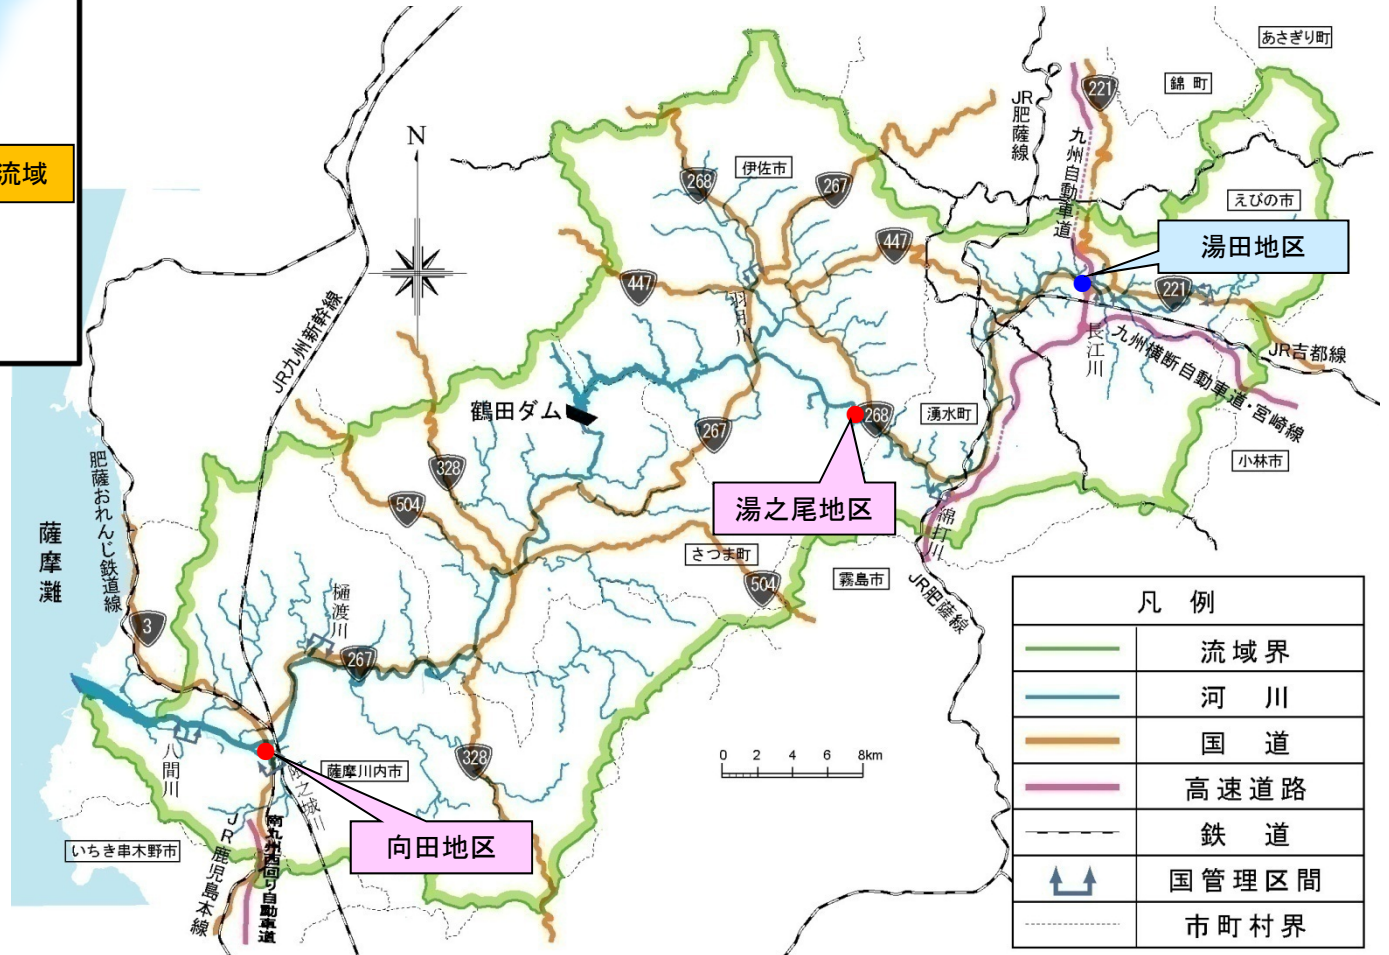 流域
N
あさぎり町
錦 町
221
JR肥薩線
九州自動車道
伊佐市
268
267
えびの市
湯田地区
447
447
221
羽月川
長江川
九州横断自動車道・宮崎線
JR吉都線
JR九州新幹線
鶴田ダム
湧水町
268
267
小林市
328
504
湯之尾地区
綿打川
肥薩おれんじ鉄道線
薩摩灘
さつま町
霧島市
504
JR肥薩線
樋渡川
3
267
凡 例
流域界
河 川
国 道
高速道路
鉄 道
国管理区間
市町村界
0 2 4 6 8km
328
八間川
薩摩川内市
向田地区
いちき串木野市
JR鹿児島本線
南九州西回り自動車道